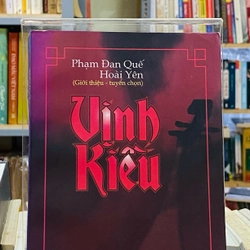 Phạm Đan Quế
Hoài Yên
(Giới thiệu - tuyển chọn)
Vịnh
Kiều